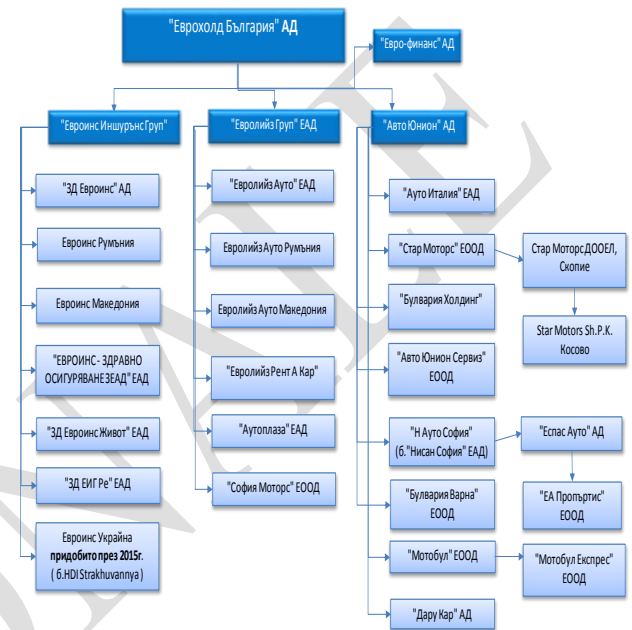 "Еврохолд България" АД
"Евро-финанс" АД
"Евроинс Иншурънс Груп"
"Евролийз Груп" ЕАД
"Авто Юнион" АД
"ЗД Евроинс" АД
Евроинс Румъния
Евроинс Македония
"ЕВРОИНС - ЗДРАВНО
ОСИГУРЯВАНЕ ЗЕАД" ЕАД
"ЗД Евроинс Живот" ЕАД
"ЗД ЕИГ Ре" ЕАД
Евроинс Украйна
придобито през 2015г.
( б.HDI Strakhuvannya )
"Евролийз Ауто" ЕАД
Евролийз Ауто Румъния
Евролийз Ауто Македония
"Евролийз Рент А Кар"
"Аутоплаза" ЕАД
"София Моторс" ЕООД
"Ауто Италия" ЕАД
"Стар Моторс" ЕООД
"Булвария Холдинг"
"Авто Юнион Сервиз"
ЕООД
"Н Ауто София"
(б."Нисан София" ЕАД)
"Булвария Варна"
ЕООД
"Мотобул" ЕООД
"Дару Кар" АД
Стар Моторс ДООЕЛ,
Скопие
Star Motors Sh.P.K.
Косово
"Еспас Ауто" АД
"ЕА Пропъртис"
ЕООД
"Мотобул Експрес"
ЕООД